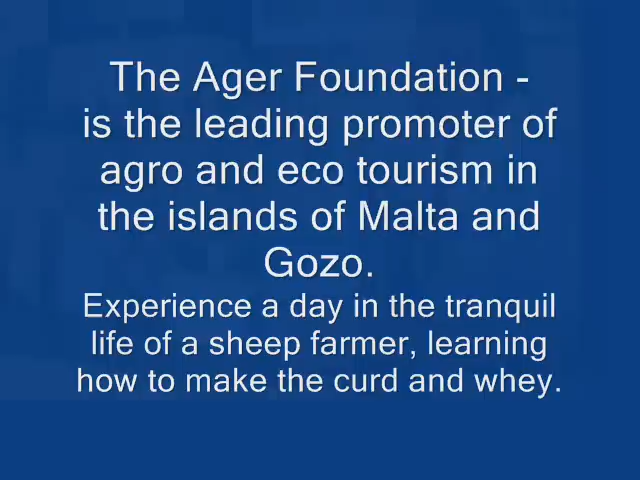 The Ager Foundation -
is the leading promoter of
agro and eco tourism in
the islands of Malta and
Gozo.
Experience a day in the tranquil
life of a sheep farmer, learning
how to make the curd and whey.